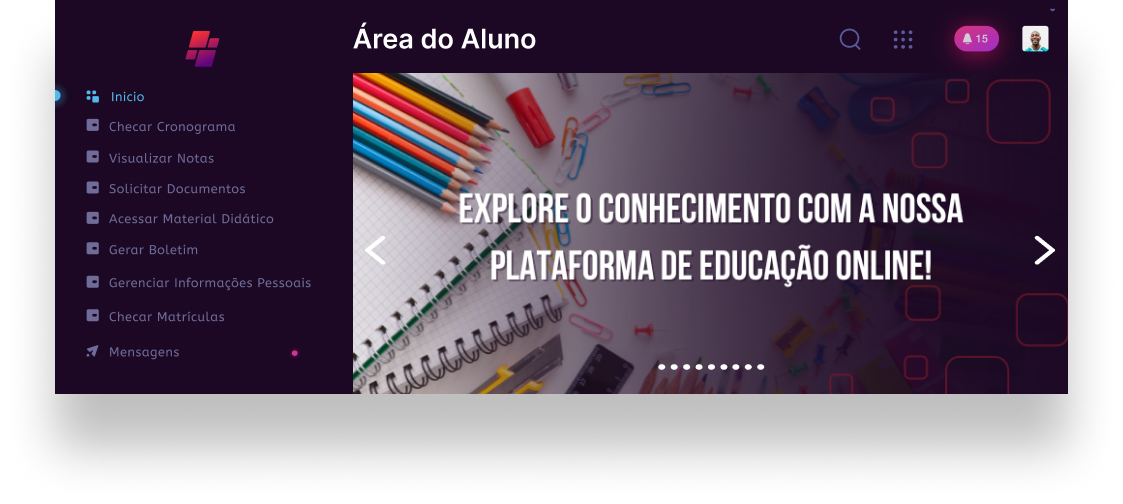 Área do Aluno
15
Inicio
Checar Cronograma
Visualizar Notas
Solicitar Documentos
Acessar Material Didático
Gerar Boletim
Gerenciar Informações Pessoais
Checar Matrículas
Mensagens
EXPLORE O CONHECIMENTO COM A NOSSA
PLATAFORMA DE EDUCAÇÃO ONLINE!